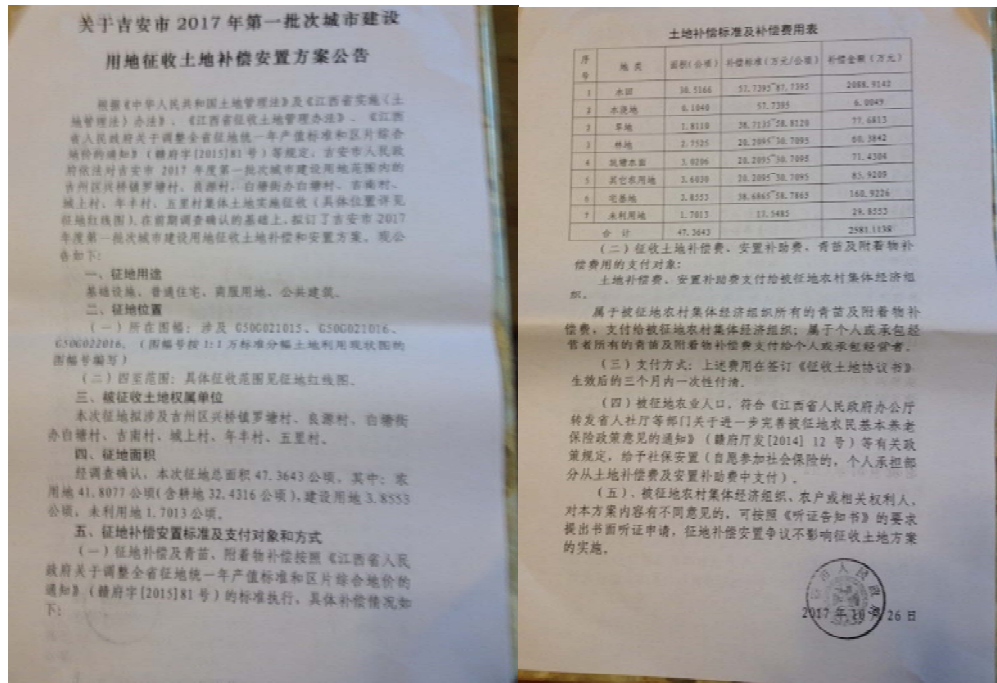 关于吉安市2017年第一批次城市建设
用地征收土地补偿安置方案公告
根据《中华人民共和国土地管理法》及《江西省实施〈土
地管理法〉办法》、《江西省征收土地管理办法》、《江西
省人民政府关于调整全省征地统一年产值标准和区片综合
地价的通知》(赣府字[2015]81号)等规定,吉安市人民政
府依法对吉安市2017年度第一批次城市建设用地范围内的
吉州区兴桥镇罗塘村、良源村,白塘街办白塘村、吉南村、
城上村、年丰村、五里村集体土地实施征收(具体位置详见
征地红线图)。在前期调查确认的基础上,拟订了吉安市2017
年度第一批次城市建设用地征收土地补偿和安置方案。现公
告如下:
一、征地用途
基础设施、普通住宅、商服用地、公共建筑。
二、征地位置
(一)所在图幅:涉及G50G021015、G50G021016、
G50G022016。(图幅号按1:1万标准分幅土地利用现状图的
图幅号编写)
(二)四至范围:具体征收范围见征地红线图。
三、被征收土地权属单位
本次征地拟涉及吉州区兴桥镇罗塘村、良源村,白塘街
办白塘村、吉南村、城上村、年丰村、五里村。
四、征地面积
经调查确认,本次征地总面积47.3643公顷,其中:农
用地41.8077公顷(含耕地32.4316公顷),建设用地3.8553
公顷,未利用地1.7013公顷。
五、征地补偿安置标准及支付对象和方式
(一)征地补偿及青苗、附着物补偿按照《江西省人民
政府关于调整全省征地统一年产值标准和区片综合地价的
通知》(赣府字[2015]81号)的标准执行,具体补偿情况如
下:
土地补偿标准及补偿费用表
序号 地类 面积(公顷) 补偿标准(万元/公顷) 补偿金额(万元)
1 水田 30.5166 57.7395~87.7395 2088.9142
2 水浇地 0.1040 57.7395 6.0049
2 旱地 1.8110 38.7135~58.8120 77.6813
3 林地 2.7525 20.2095~30.7095 60.3842
4 坑塘水面 3.0206 20.2095~30.7095 71.4304
5 其它农用地 3.6030 20.2095~30.7095 83.9209
6 宅基地 3.8553 38.6865~58.7865 160.9226
7 未利用地 1.7013 13.5485 29.8553
合计 47.3643 2581.1138
(二)征收土地补偿费、安置补助费、青苗及附着物补
偿费用的支付对象:
土地补偿费、安置补助费支付给被征地农村集体经济组
织。
属于被征地农村集体经济组织所有的青苗及附着物补
偿费,支付给被征地农村集体经济组织;属于个人或承包经
营者所有的青苗及附着物补偿费支付给个人或承包经营者。
(三)支付方式:上述费用在签订《征收土地协议书》
生效后的三个月内一次性付清。
(四)被征地农业人口,符合《江西省人民政府办公厅
转发省人社厅等部门关于进一步完善被征地农民基本养老
保险政策意见的通知》(赣府厅发[2014]12号)等有关政
策规定,给予社保安置(自愿参加社会保险的,个人承担部
分从土地补偿费及安置补助费中支付)。
(五)、被征地农村集体经济组织、农户或相关权利人,
对本方案内容有不同意见的,可按照《听证告知书》的要求
提出书面听证申请,征地补偿安置争议不影响征收土地方案
的实施。
市人民政府
2017年10月26日